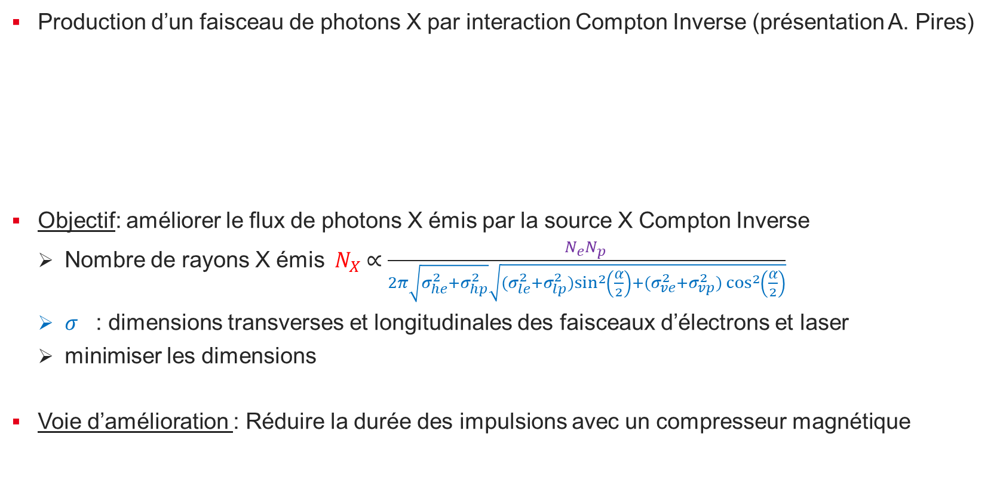 ▪ Production d’un faisceau de photons X par interaction Compton Inverse (présentation A. Pires)
▪ Objectif: améliorer le flux de photons X émis par la source X Compton Inverse
➢ Nombre de rayons X émis $N_X \propto \frac{N_e N_p}{2\pi\sqrt{\sigma_{he}^2+\sigma_{hp}^2}\sqrt{(\sigma_{le}^2+\sigma_{lp}^2)\sin^2\left(\frac{\alpha}{2}\right)+(\sigma_{ve}^2+\sigma_{vp}^2)\cos^2\left(\frac{\alpha}{2}\right)}}$
➢ σ : dimensions transverses et longitudinales des faisceaux d’électrons et laser
➢ minimiser les dimensions
▪ Voie d’amélioration : Réduire la durée des impulsions avec un compresseur magnétique